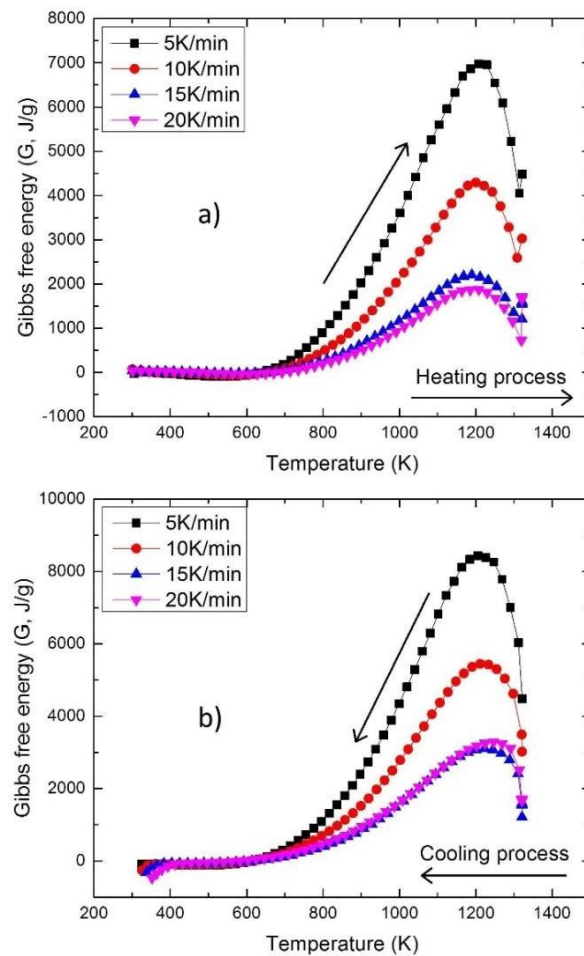 8000
7000
6000
5000
4000
3000
2000
1000
0
-1000
Gibbs free energy (G, J/g)
5K/min
10K/min
15K/min
20K/min
a)
Heating process
200 400 600 800 1000 1200 1400
Temperature (K)
10000
8000
6000
4000
2000
0
Gibbs free energy (G, J/g)
5K/min
10K/min
15K/min
20K/min
b)
Cooling process
200 400 600 800 1000 1200 1400
Temperature (K)